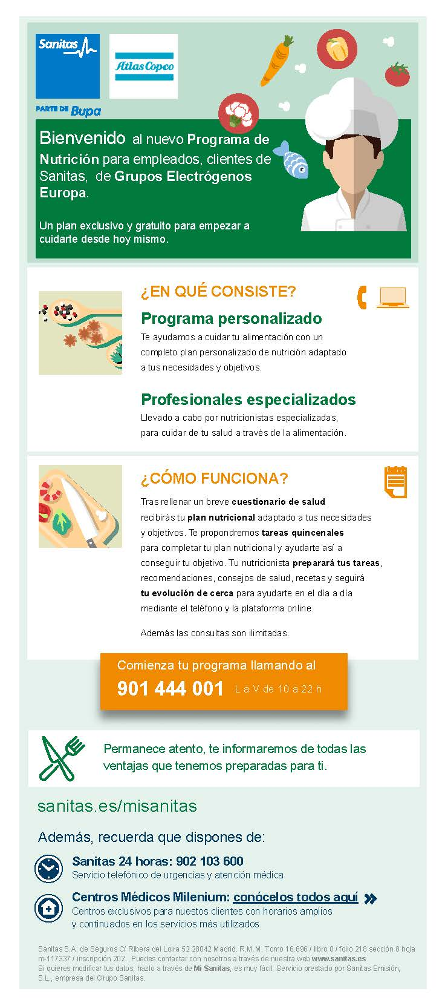 Sanitas
Atlas Copco
PARTE DE Bupa
Bienvenido al nuevo Programa de
Nutrición para empleados, clientes de
Sanitas, de Grupos Electrógenos
Europa.
Un plan exclusivo y gratuito para empezar a
cuidarte desde hoy mismo.
¿EN QUÉ CONSISTE?
Programa personalizado
Te ayudamos a cuidar tu alimentación con un
completo plan personalizado de nutrición adaptado
a tus necesidades y objetivos.
Profesionales especializados
Llevado a cabo por nutricionistas especializadas,
para cuidar de tu salud a través de la alimentación.
¿CÓMO FUNCIONA?
Tras rellenar un breve cuestionario de salud
recibirás tu plan nutricional adaptado a tus necesidades
y objetivos. Te propondremos tareas quincenales
para completar tu plan nutricional y ayudarte así a
conseguir tu objetivo. Tu nutricionista preparará tus tareas,
recomendaciones, consejos de salud, recetas y seguirá
tu evolución de cerca para ayudarte en el día a día
mediante el teléfono y la plataforma online.
Además las consultas son ilimitadas.
Comienza tu programa llamando al
901 444 001 L a V de 10 a 22 h
Permanece atento, te informaremos de todas las
ventajas que tenemos preparadas para ti.
sanitas.es/misanitas
Además, recuerda que dispones de:
Sanitas 24 horas: 902 103 600
Servicio telefónico de urgencias y atención médica
Centros Médicos Milenium: conócelos todos aquí
Centros exclusivos para nuestos clientes con horarios amplios
y continuados en los servicios más utilizados.
Sanitas S.A. de Seguros C/ Ribera del Loira 52 28042 Madrid. R.M.M. Tomo 16.696 / libro 0 / folio 218 sección 8 hoja
m-117337 / inscripción 202. Puedes contactar con nosotros a través de nuestra web www.sanitas.es
Si quieres modificar tus datos, hazlo a través de Mi Sanitas, es muy fácil. Servicio prestado por Sanitas Emisión,
S.L., empresa del Grupo Sanitas.